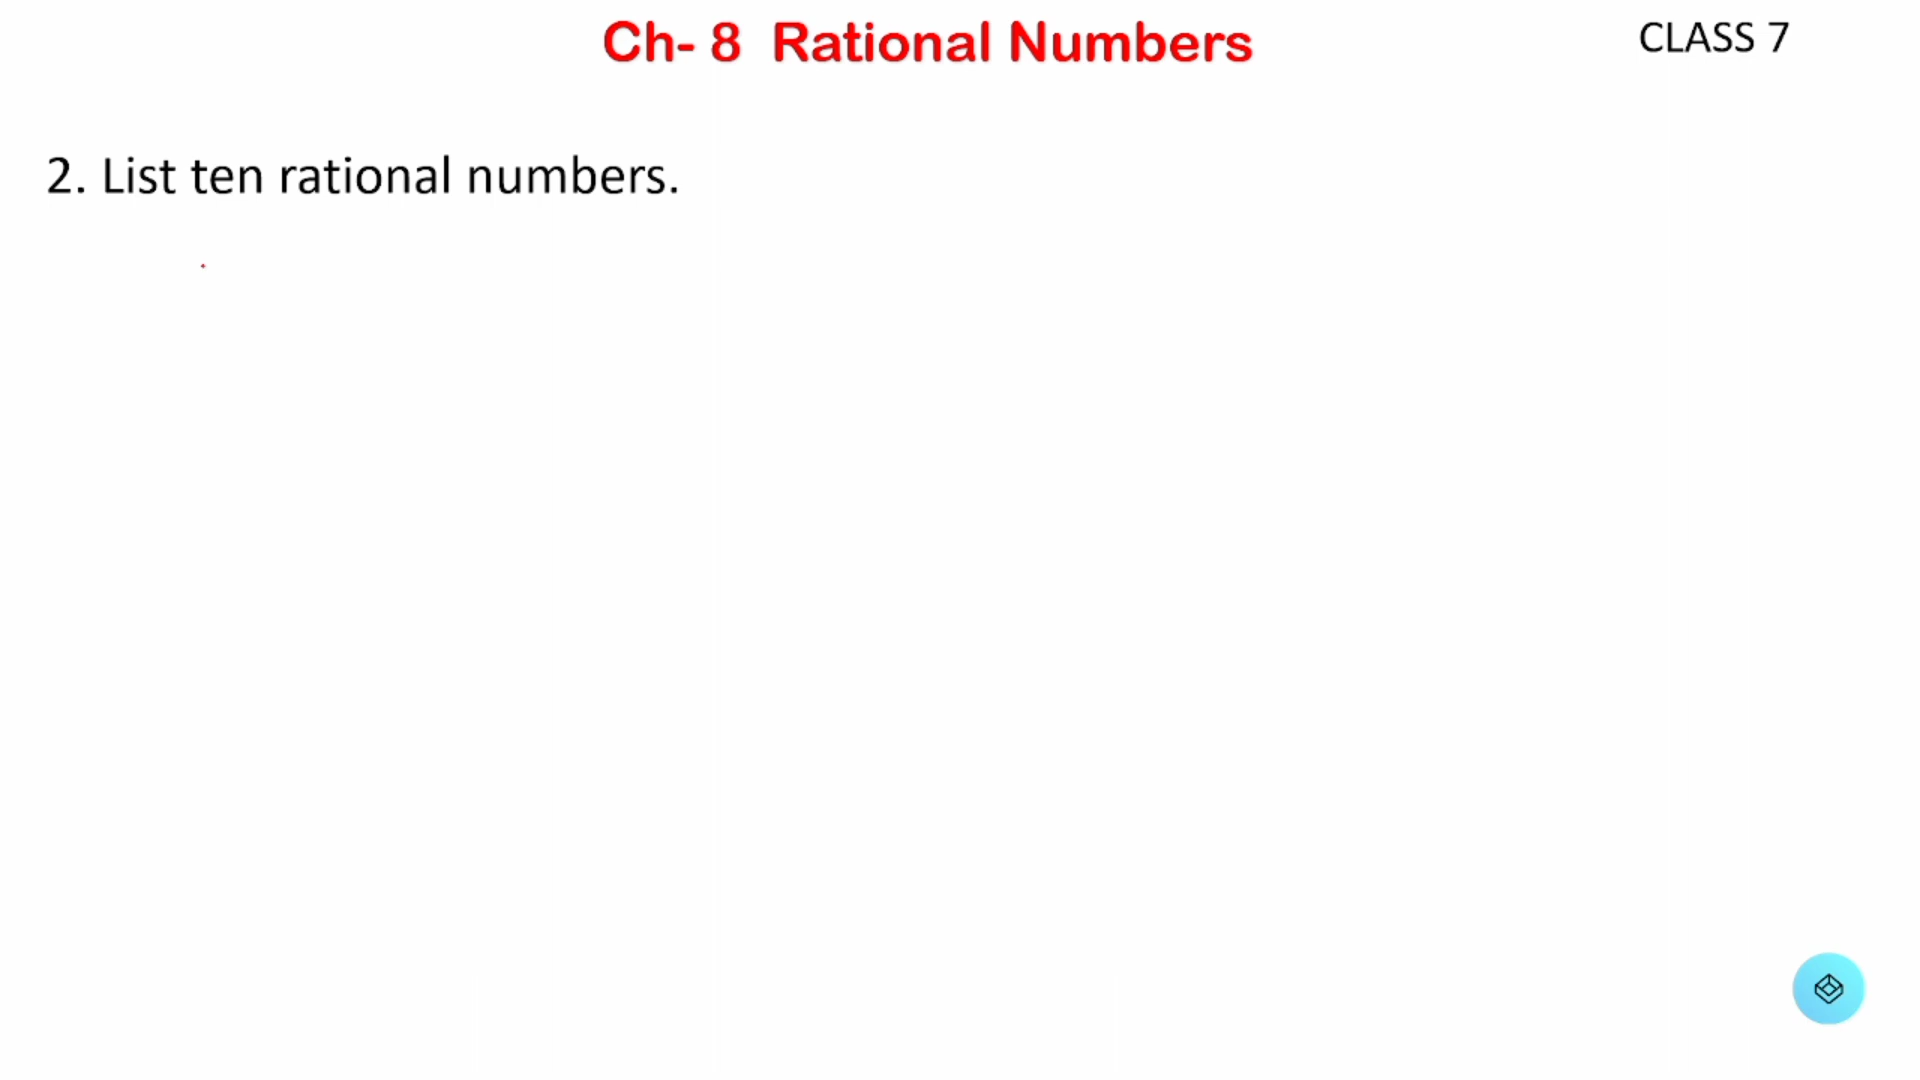 Ch- 8 Rational Numbers
CLASS 7
2. List ten rational numbers.